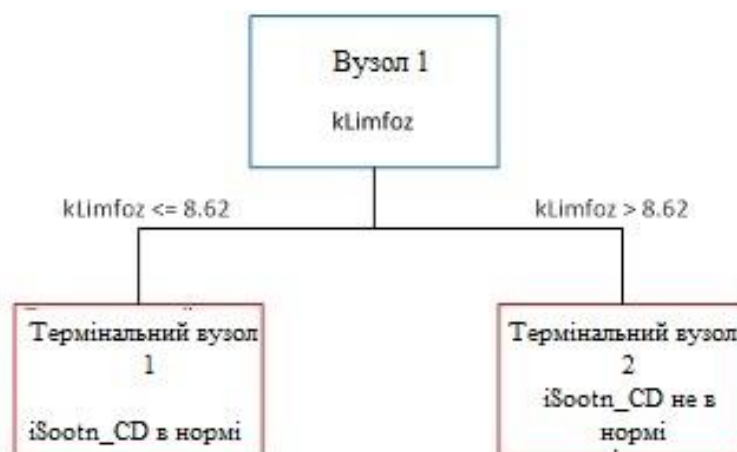 Вузол 1
kLimfoz
kLimfoz <= 8.62
kLimfoz > 8.62
Термінальний вузол
1
iSootn_CD в нормі
Термінальний вузол
2
iSootn_CD не в
нормі